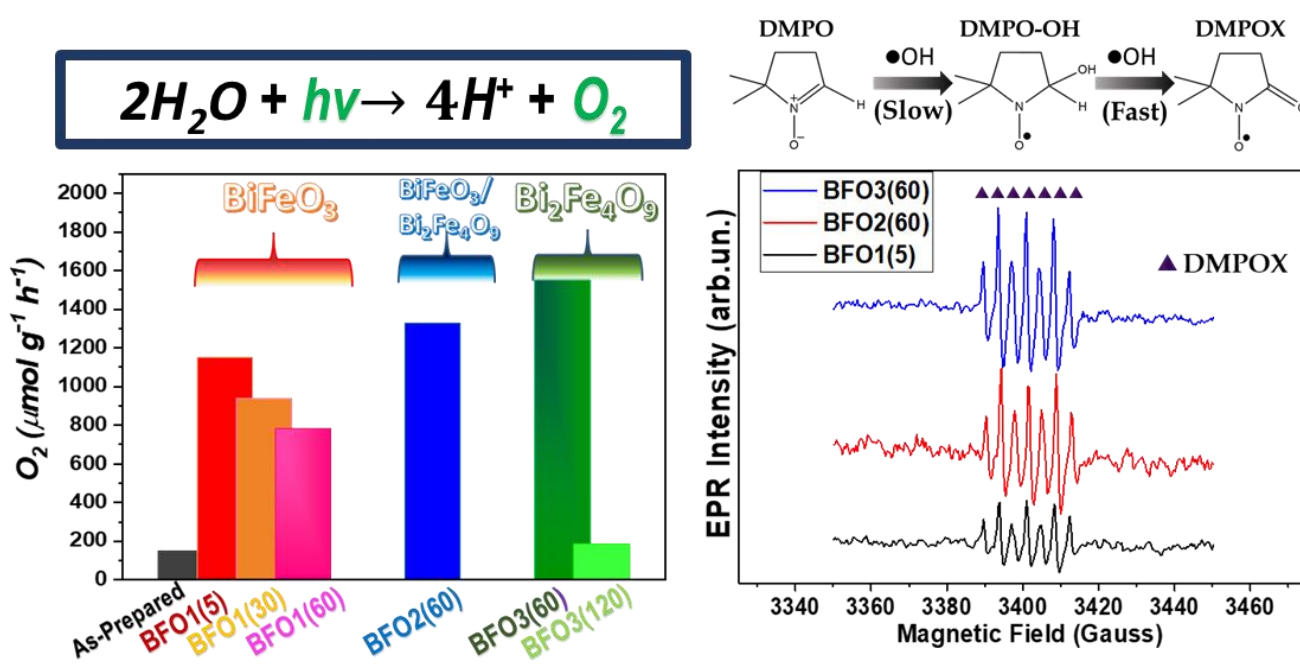 2H₂O + hν→ 4H⁺ + O₂
2000
1800
1600
1400
1200
1000
800
600
400
200
0
O₂ (μmol g⁻¹ h⁻¹)
BiFeO₃
BiFeO₃/
Bi₂Fe₄O₉
Bi₂Fe₄O₉
As-Prepared
BFO1(5)
BFO1(30)
BFO1(60)
BFO2(60)
BFO3(60)
BFO3(120)
DMPO
●OH
(Slow)
DMPO-OH
●OH
(Fast)
DMPOX
N⁺
O⁻
H
N
O●
OH
H
N
O●
O
BFO3(60)
BFO2(60)
BFO1(5)
▲ DMPOX
EPR Intensity (arb.un.)
3340 3360 3380 3400 3420 3440 3460
Magnetic Field (Gauss)